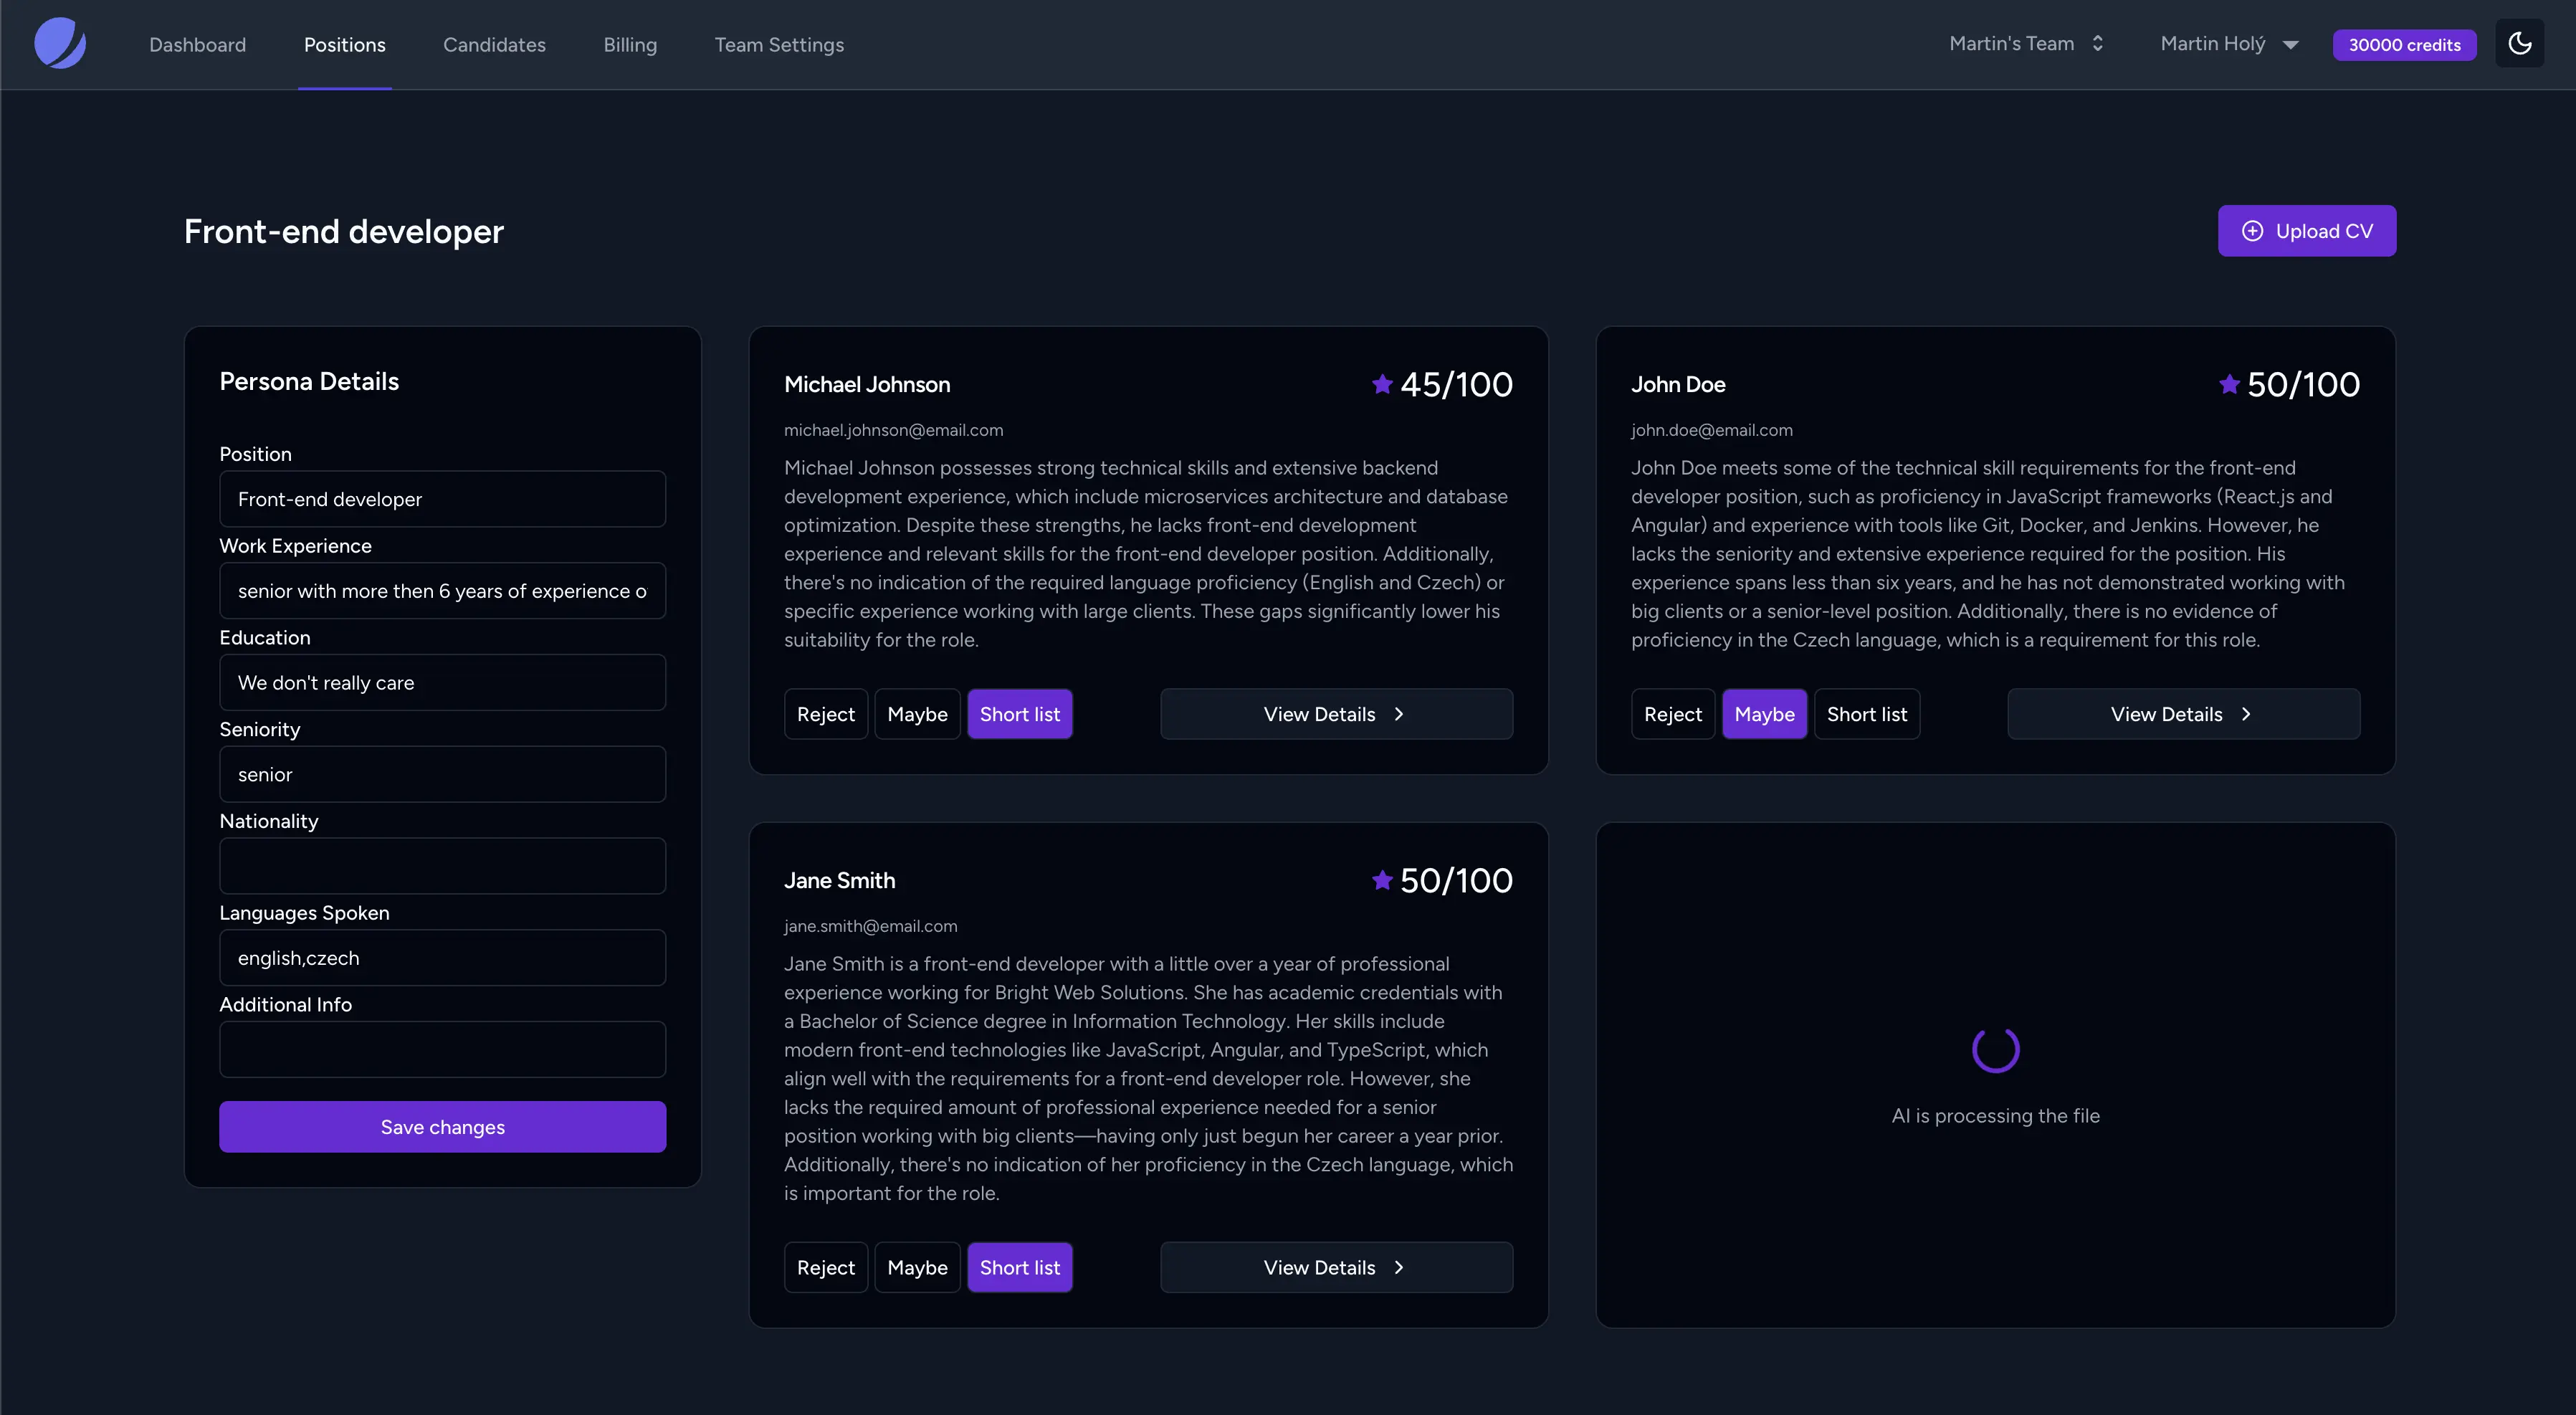 Dashboard
Positions
Candidates
Billing
Team Settings
Martin's Team
Martin Holý
30000 credits
Front-end developer
Upload CV
Persona Details
Position
Front-end developer
Work Experience
senior with more then 6 years of experience o
Education
We don't really care
Seniority
senior
Nationality
Languages Spoken
english,czech
Additional Info
Save changes
Michael Johnson
45/100
michael.johnson@email.com
Michael Johnson possesses strong technical skills and extensive backend
development experience, which include microservices architecture and database
optimization. Despite these strengths, he lacks front-end development
experience and relevant skills for the front-end developer position. Additionally,
there's no indication of the required language proficiency (English and Czech) or
specific experience working with large clients. These gaps significantly lower his
suitability for the role.
Reject
Maybe
Short list
View Details
John Doe
50/100
john.doe@email.com
John Doe meets some of the technical skill requirements for the front-end
developer position, such as proficiency in JavaScript frameworks (React.js and
Angular) and experience with tools like Git, Docker, and Jenkins. However, he
lacks the seniority and extensive experience required for the position. His
experience spans less than six years, and he has not demonstrated working with
big clients or a senior-level position. Additionally, there is no evidence of
proficiency in the Czech language, which is a requirement for this role.
Reject
Maybe
Short list
View Details
Jane Smith
50/100
jane.smith@email.com
Jane Smith is a front-end developer with a little over a year of professional
experience working for Bright Web Solutions. She has academic credentials with
a Bachelor of Science degree in Information Technology. Her skills include
modern front-end technologies like JavaScript, Angular, and TypeScript, which
align well with the requirements for a front-end developer role. However, she
lacks the required amount of professional experience needed for a senior
position working with big clients—having only just begun her career a year prior.
Additionally, there's no indication of her proficiency in the Czech language, which
is important for the role.
Reject
Maybe
Short list
View Details
AI is processing the file